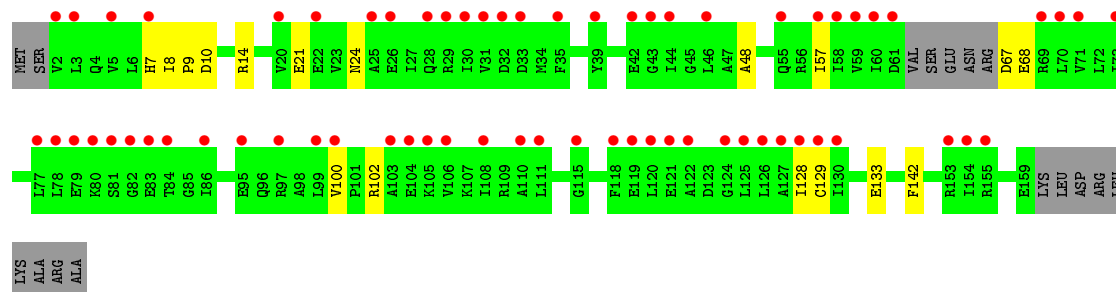 MET SER V2 L3 Q4 V5 L6 H7 I8 P9 D10 R14 V20 E21 E22 V23 N24 A25 E26 I27 Q28 R29 I30 V31 D32 D33 M34 F35 Y39 E42 G43 I44 G45 L46 A47 A48 Q55 R56 I57 I58 V59 I60 D61 VAL SER GLU ASN ARG D67 E68 R69 L70 V71 L72
L77 L78 E79 K80 S81 G82 E83 T84 G85 I86 E95 Q96 R97 A98 L99 V100 P101 R102 A103 E104 K105 V106 K107 I108 R109 A110 L111 G115 F118 E119 L120 E121 A122 D123 G124 L125 L126 A127 I128 C129 I130 E133 F142 R153 I154 R155 E159 LYS LEU ASP ARG
LYS ALA ARG ALA